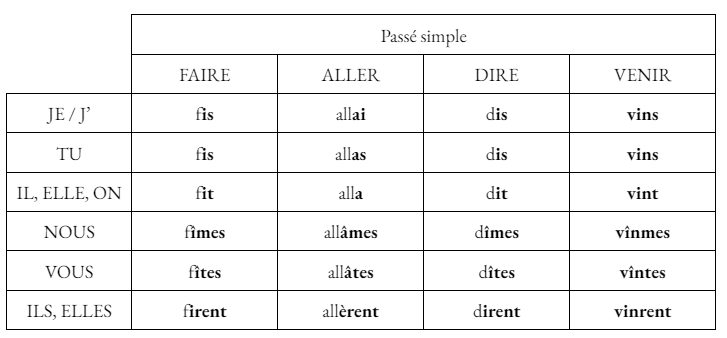 Passé simple
FAIRE ALLER DIRE VENIR
JE / J’ fis allai dis vins
TU fis allas dis vins
IL, ELLE, ON fit alla dit vint
NOUS fîmes allâmes dîmes vînmes
VOUS fîtes allâtes dîtes vîntes
ILS, ELLES firent allèrent dirent vinrent